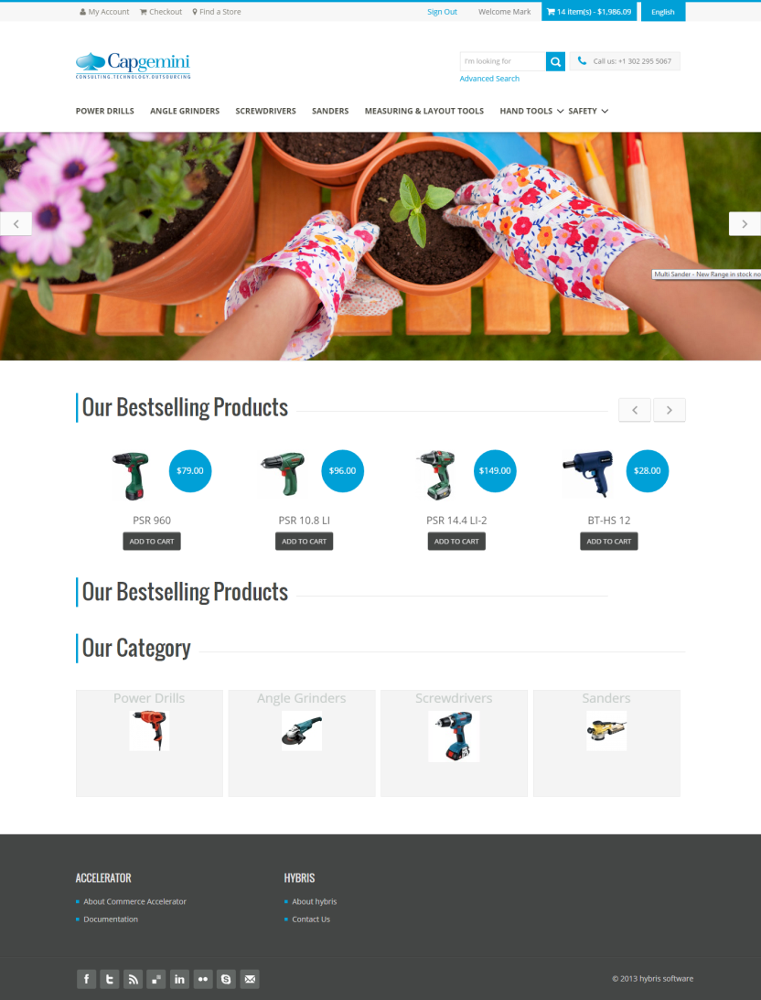 My Account Checkout Find a Store Sign Out Welcome Mark 14 item(s) - $1,986.09 English
Capgemini
CONSULTING.TECHNOLOGY.OUTSOURCING
I'm looking for
Call us: +1 302 295 5067
Advanced Search
POWER DRILLS ANGLE GRINDERS SCREWDRIVERS SANDERS MEASURING & LAYOUT TOOLS HAND TOOLS SAFETY
Multi Sander - New Range in stock no
Our Bestselling Products
$79.00 $96.00 $149.00 $28.00
PSR 960 PSR 10.8 LI PSR 14.4 LI-2 BT-HS 12
ADD TO CART ADD TO CART ADD TO CART ADD TO CART
Our Bestselling Products
Our Category
Power Drills Angle Grinders Screwdrivers Sanders
ACCELERATOR HYBRIS
About Commerce Accelerator About hybris
Documentation Contact Us
© 2013 hybris software